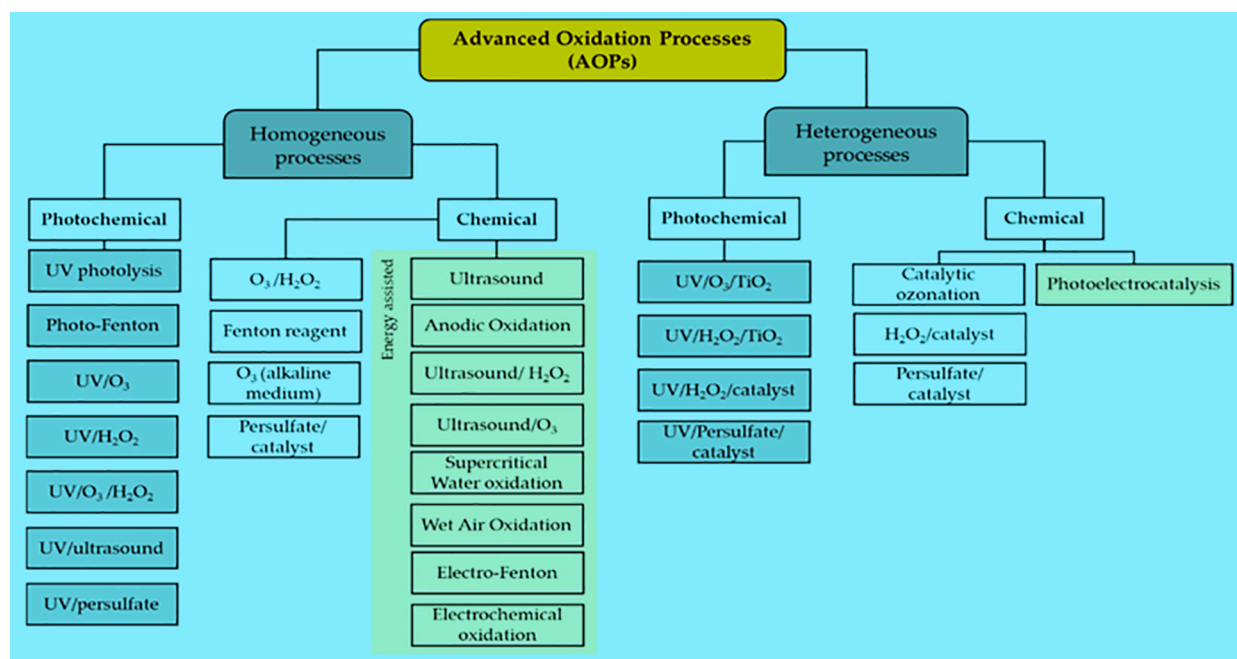 Advanced Oxidation Processes
(AOPs)
Homogeneous
processes
Heterogeneous
processes
Photochemical
Chemical
Photochemical
Chemical
UV photolysis
Photo-Fenton
UV/O₃
UV/H₂O₂
UV/O₃/H₂O₂
UV/ultrasound
UV/persulfate
O₃/H₂O₂
Fenton reagent
O₃ (alkaline
medium)
Persulfate/
catalyst
Energy assisted
Ultrasound
Anodic Oxidation
Ultrasound/ H₂O₂
Ultrasound/O₃
Supercritical
Water oxidation
Wet Air Oxidation
Electro-Fenton
Electrochemical
oxidation
UV/O₃/TiO₂
UV/H₂O₂/TiO₂
UV/H₂O₂/catalyst
UV/Persulfate/
catalyst
Catalytic
ozonation
H₂O₂/catalyst
Persulfate/
catalyst
Photoelectrocatalysis